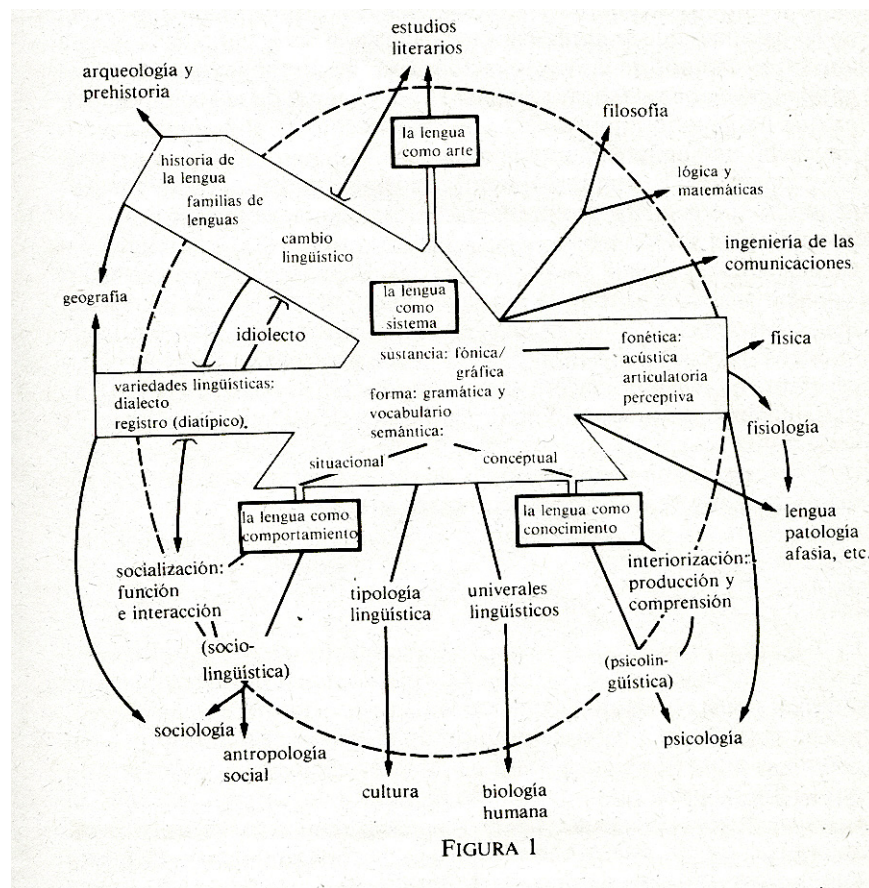 estudios
literarios
arqueología y
prehistoria
filosofía
la lengua
como arte
historia de
la lengua
familias de
lenguas
lógica y
matemáticas
cambio
lingüístico
ingeniería de las
comunicaciones.
geografía
la lengua
como
sistema
idiolecto
sustancia: fónica/
gráfica
fonética:
acústica
articulatoria
perceptiva
física
variedades lingüísticas:
dialecto
registro (diatípico).
forma: gramática y
vocabulario
semántica:
fisiología
situacional
conceptual
la lengua como
comportamiento
la lengua como
conocimiento
lengua
patología
afasia, etc.
socialización:
función
e interacción
tipología
lingüística
univerales
lingüísticos
interiorización:
producción y
comprensión
(socio-
lingüística)
(psicolin-
güística)
sociología
antropología
social
psicología
cultura
biología
humana
FIGURA 1